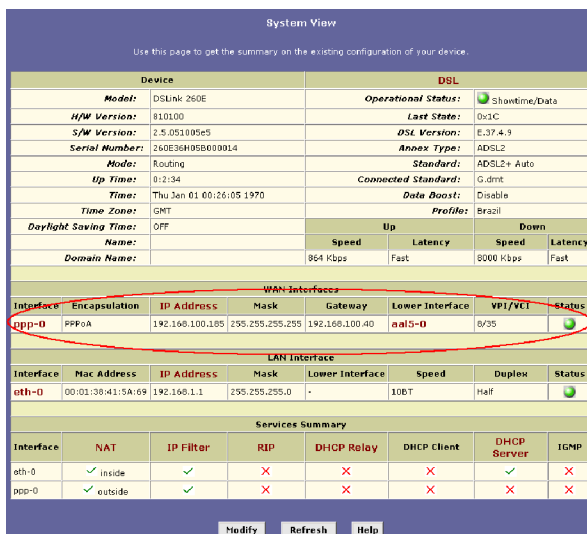 System View
Use this page to get the summary on the existing configuration of your device.
Device DSL
Model: DSLink 260E Operational Status: Showtime/Data
H/W Version: 810100 Last State: 0x1C
S/W Version: 2.5.051005e5 DSL Version: E.37.4.9
Serial Number: 260E36H05B000014 Annex Type: ADSL2
Mode: Routing Standard: ADSL2+ Auto
Up Time: 0:2:34 Connected Standard: G.dmt
Time: Thu Jan 01 00:26:05 1970 Data Boost: Disable
Time Zone: GMT Profile: Brazil
Daylight Saving Time: OFF Up Down
Name: Speed Latency Speed Latency
Domain Name: 864 Kbps Fast 8000 Kbps Fast
WAN Interfaces
Interface Encapsulation IP Address Mask Gateway Lower Interface VPI/VCI Status
ppp-0 PPPoA 192.168.100.185 255.255.255.255 192.168.100.40 aal5-0 8/35
LAN Interface
Interface Mac Address IP Address Mask Lower Interface Speed Duplex Status
eth-0 00:01:38:41:5A:69 192.168.1.1 255.255.255.0 - 10BT Half
Services Summary
Interface NAT IP Filter RIP DHCP Relay DHCP Client DHCP Server IGMP
eth-0 inside
ppp-0 outside
Modify Refresh Help